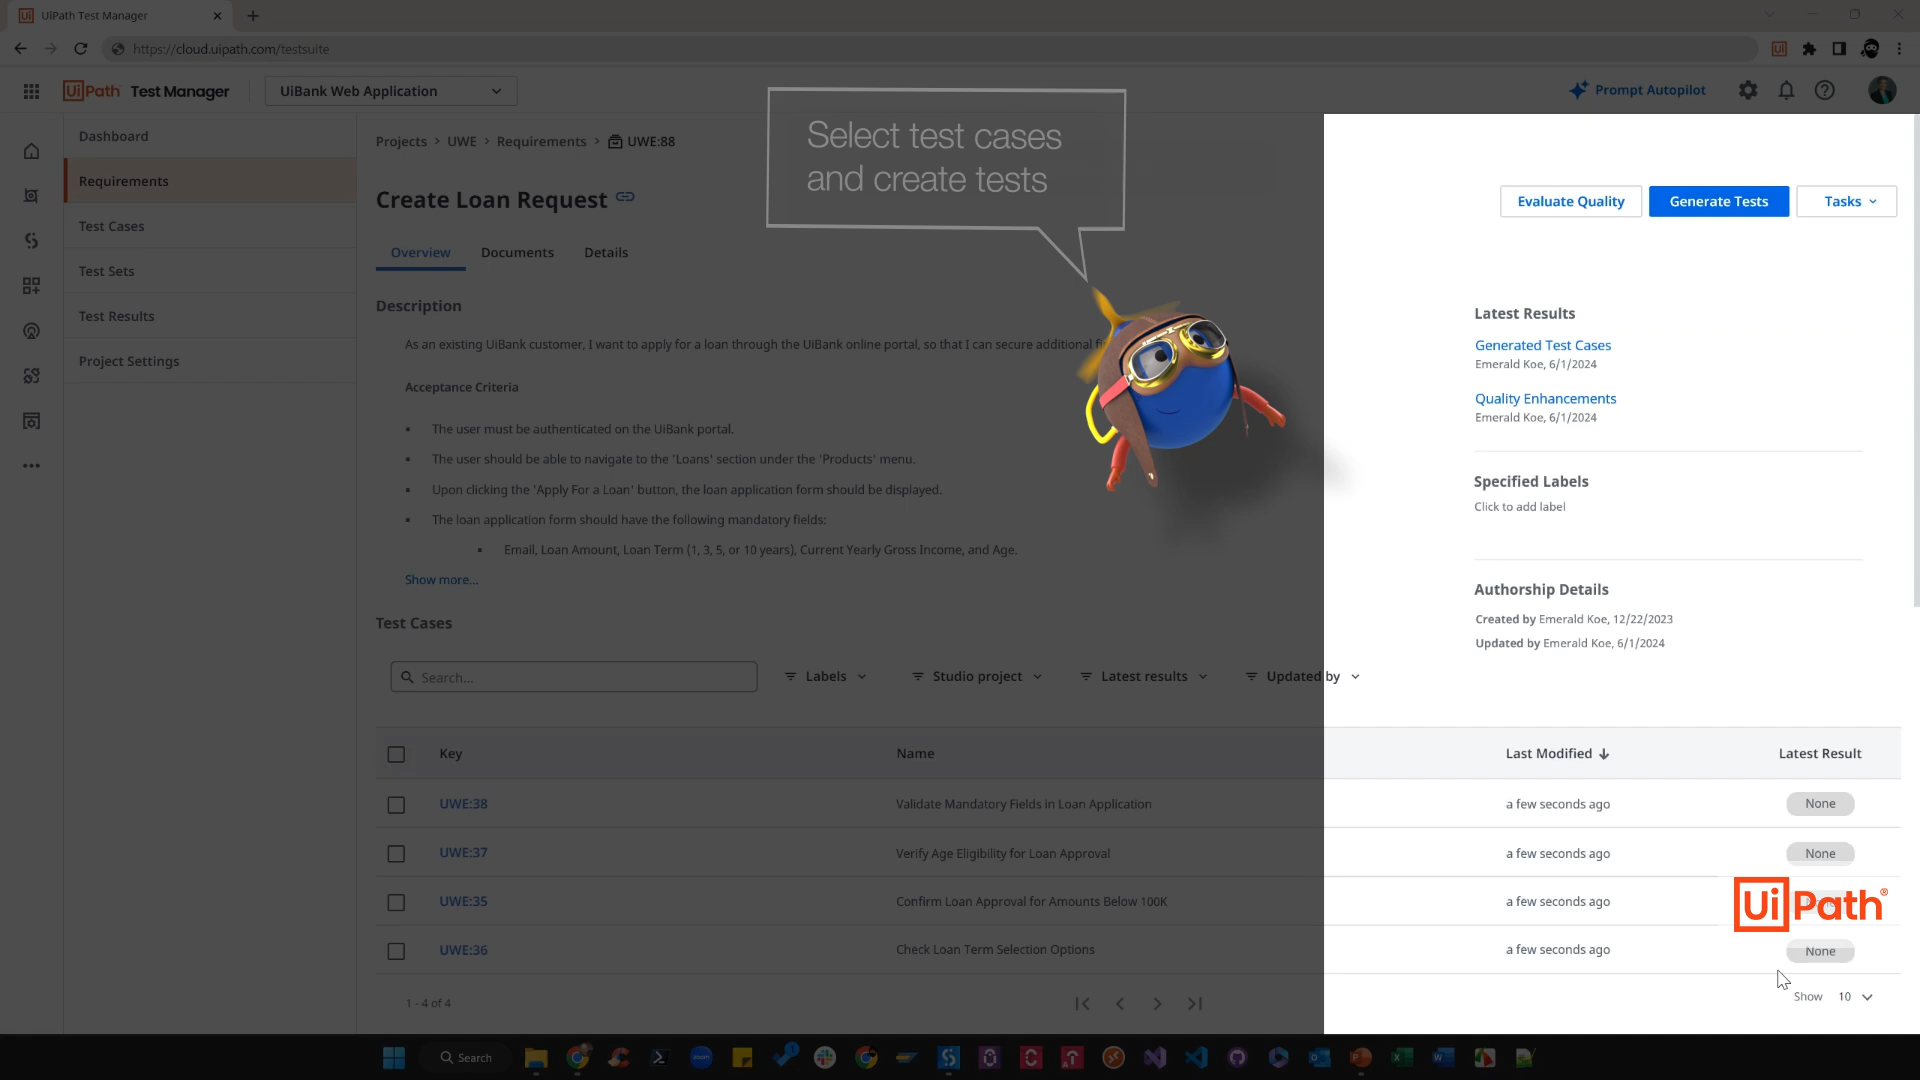 UiPath Test Manager
https://cloud.uipath.com/testsuite
UiPath Test Manager
UiBank Web Application
Prompt Autopilot
Dashboard
Requirements
Test Cases
Test Sets
Test Results
Project Settings
Projects > UWE > Requirements > UWE:88
Select test cases
and create tests
Create Loan Request
Evaluate Quality
Generate Tests
Tasks
Overview
Documents
Details
Description
As an existing UiBank customer, I want to apply for a loan through the UiBank online portal, so that I can secure additional
Acceptance Criteria
The user must be authenticated on the UiBank portal.
The user should be able to navigate to the 'Loans' section under the 'Products' menu.
Upon clicking the 'Apply For a Loan' button, the loan application form should be displayed.
The loan application form should have the following mandatory fields:
Email, Loan Amount, Loan Term (1, 3, 5, or 10 years), Current Yearly Gross Income, and Age.
Show more...
Latest Results
Generated Test Cases
Emerald Koe, 6/1/2024
Quality Enhancements
Emerald Koe, 6/1/2024
Specified Labels
Click to add label
Authorship Details
Created by Emerald Koe, 12/22/2023
Updated by Emerald Koe, 6/1/2024
Test Cases
Search...
Labels
Studio project
Latest results
Updated by
Key Name Last Modified Latest Result
UWE:38 Validate Mandatory Fields in Loan Application a few seconds ago None
UWE:37 Verify Age Eligibility for Loan Approval a few seconds ago None
UWE:35 Confirm Loan Approval for Amounts Below 100K a few seconds ago
UiPath®
UWE:36 Check Loan Term Selection Options a few seconds ago None
1 - 4 of 4
Show 10
Search